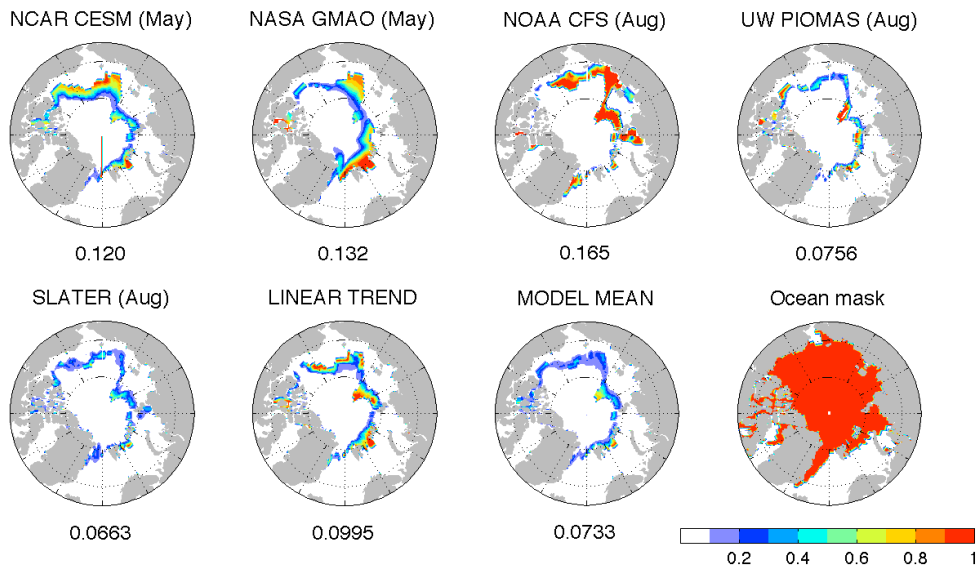 NCAR CESM (May) NASA GMAO (May) NOAA CFS (Aug) UW PIOMAS (Aug)
0.120 0.132 0.165 0.0756
SLATER (Aug) LINEAR TREND MODEL MEAN Ocean mask
0.0663 0.0995 0.0733
0.2 0.4 0.6 0.8 1